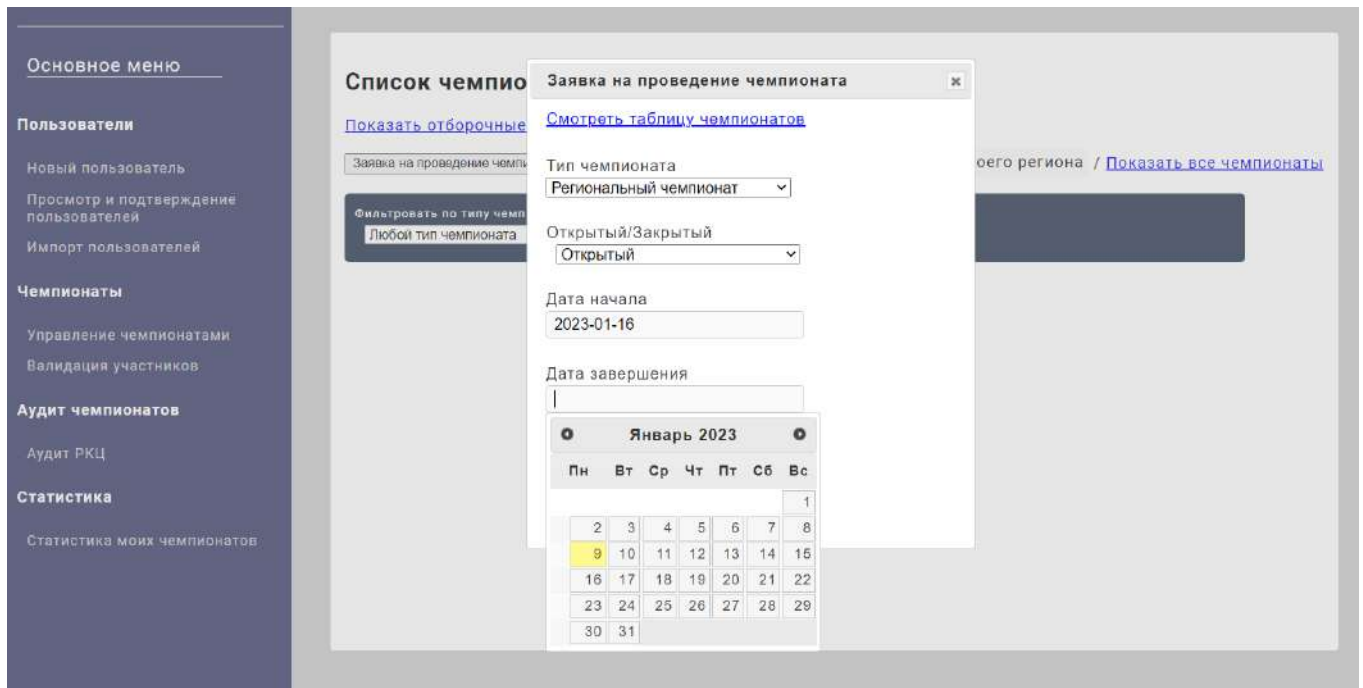 Основное меню
Пользователи
Новый пользователь
Просмотр и подтверждение
пользователей
Импорт пользователей
Чемпионаты
Управление чемпионатами
Валидация участников
Аудит чемпионатов
Аудит РКЦ
Статистика
Статистика моих чемпионатов
Список чемпио
Показать отборочные
Заявка на проведение чемпи
оего региона / Показать все чемпионаты
Фильтровать по типу чемп
Любой тип чемпионата
Заявка на проведение чемпионата
Смотреть таблицу чемпионатов
Тип чемпионата
Региональный чемпионат
Открытый/Закрытый
Открытый
Дата начала
2023-01-16
Дата завершения
Январь 2023
Пн Вт Ср Чт Пт Сб Вс
1
2 3 4 5 6 7 8
9 10 11 12 13 14 15
16 17 18 19 20 21 22
23 24 25 26 27 28 29
30 31